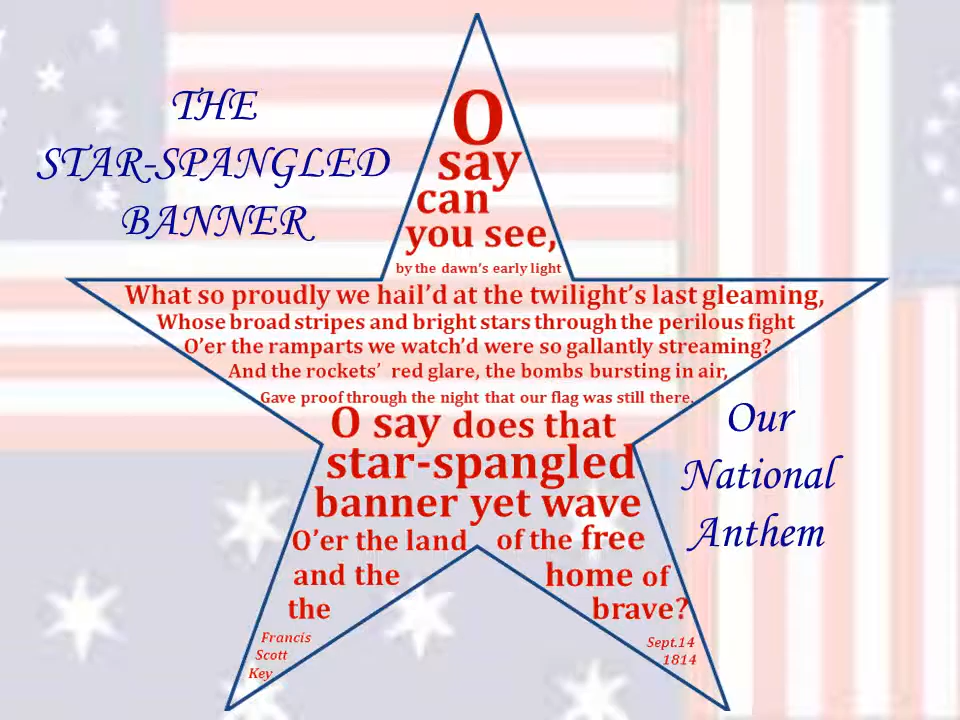 THE
STAR-SPANGLED
BANNER
O
say
can
you see,
by the dawn's early light
What so proudly we hail'd at the twilight's last gleaming,
Whose broad stripes and bright stars through the perilous fight
O'er the ramparts we watch'd were so gallantly streaming?
And the rockets' red glare, the bombs bursting in air,
Gave proof through the night that our flag was still there,
O say does that
star-spangled
banner yet wave
O'er the land of the free
and the home of
the brave?
Francis
Scott
Key
Sept.14
1814
Our
National
Anthem